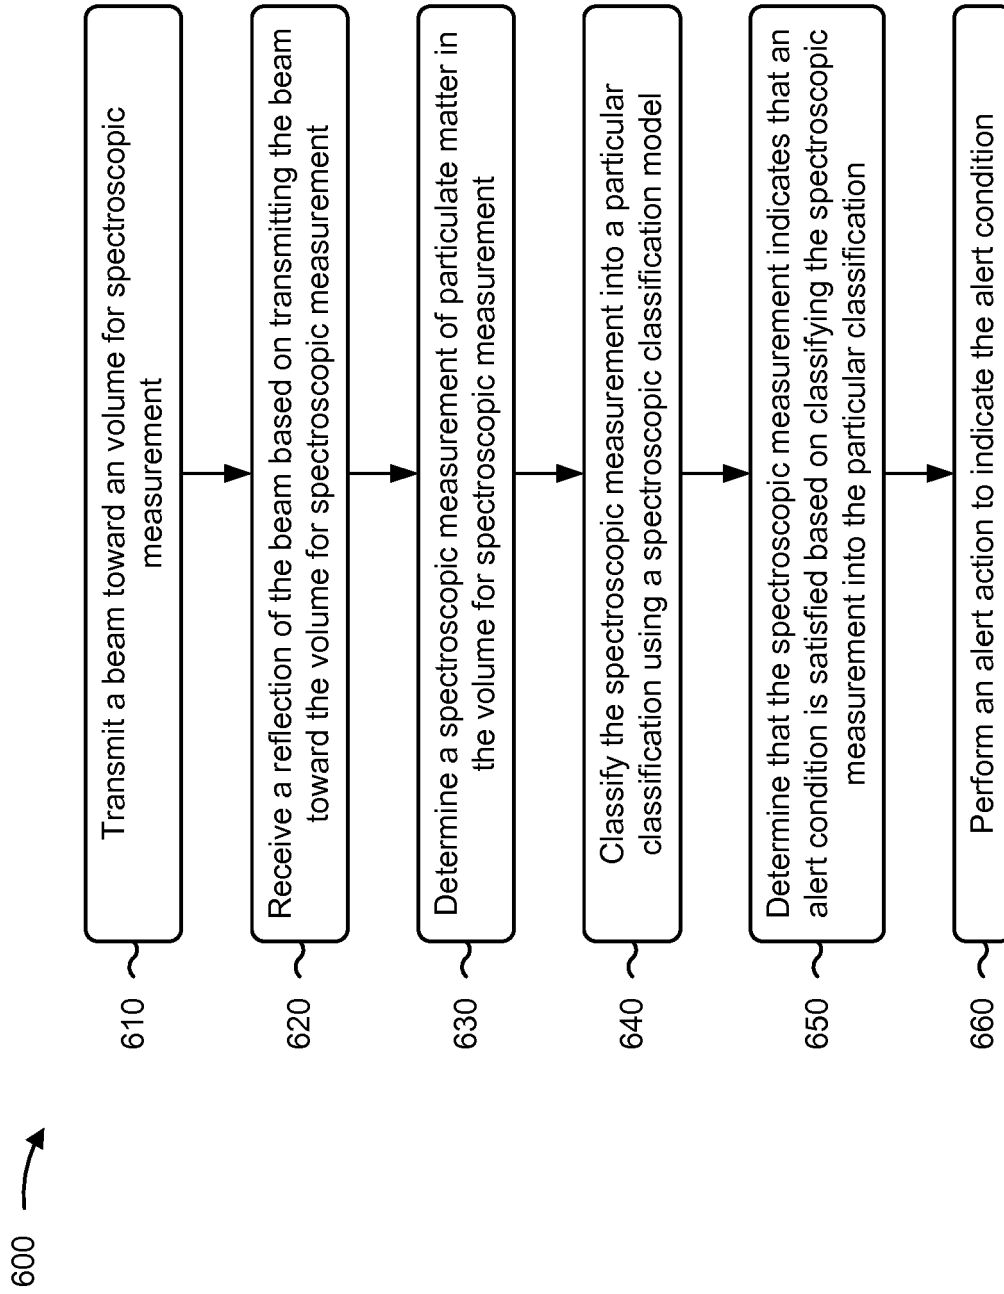 600
610
Transmit a beam toward an volume for spectroscopic
measurement
620
Receive a reflection of the beam based on transmitting the beam
toward the volume for spectroscopic measurement
630
Determine a spectroscopic measurement of particulate matter in
the volume for spectroscopic measurement
640
Classify the spectroscopic measurement into a particular
classification using a spectroscopic classification model
650
Determine that the spectroscopic measurement indicates that an
alert condition is satisfied based on classifying the spectroscopic
measurement into the particular classification
660
Perform an alert action to indicate the alert condition